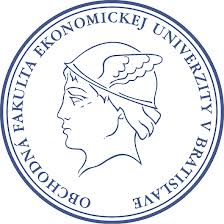 OBCHODNÁ FAKULTA EKONOMICKEJ UNIVERZITY V BRATISLAVE